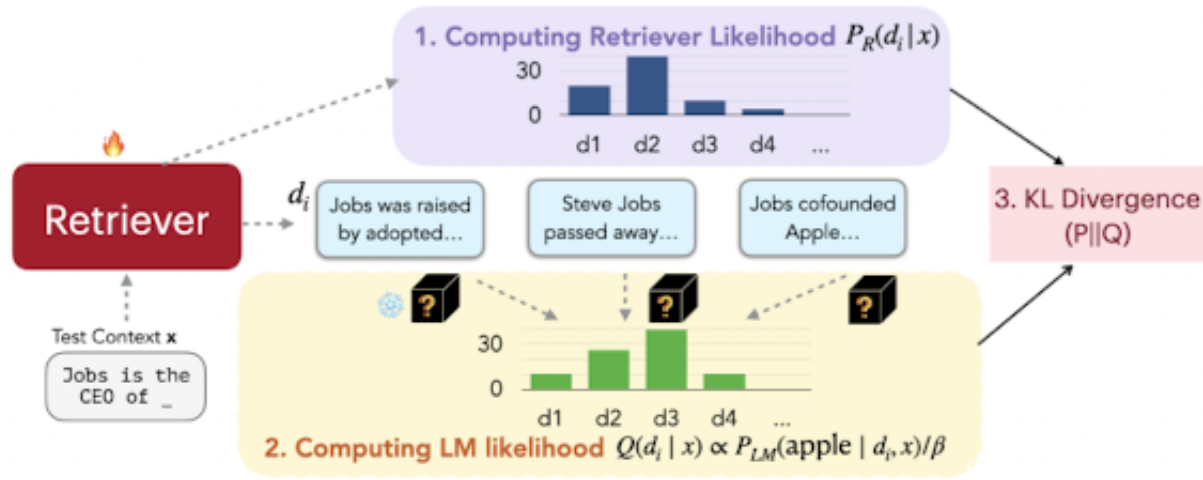 1. Computing Retriever Likelihood P_R(d_i|x)
30
0
d1 d2 d3 d4 ...
Retriever
d_i
Jobs was raised
by adopted...
Steve Jobs
passed away...
Jobs cofounded
Apple...
3. KL Divergence
(P||Q)
? ? ?
Test Context x
Jobs is the
CEO of _
30
0
d1 d2 d3 d4 ...
2. Computing LM likelihood Q(d_i | x) ∝ P_LM(apple | d_i, x)/β